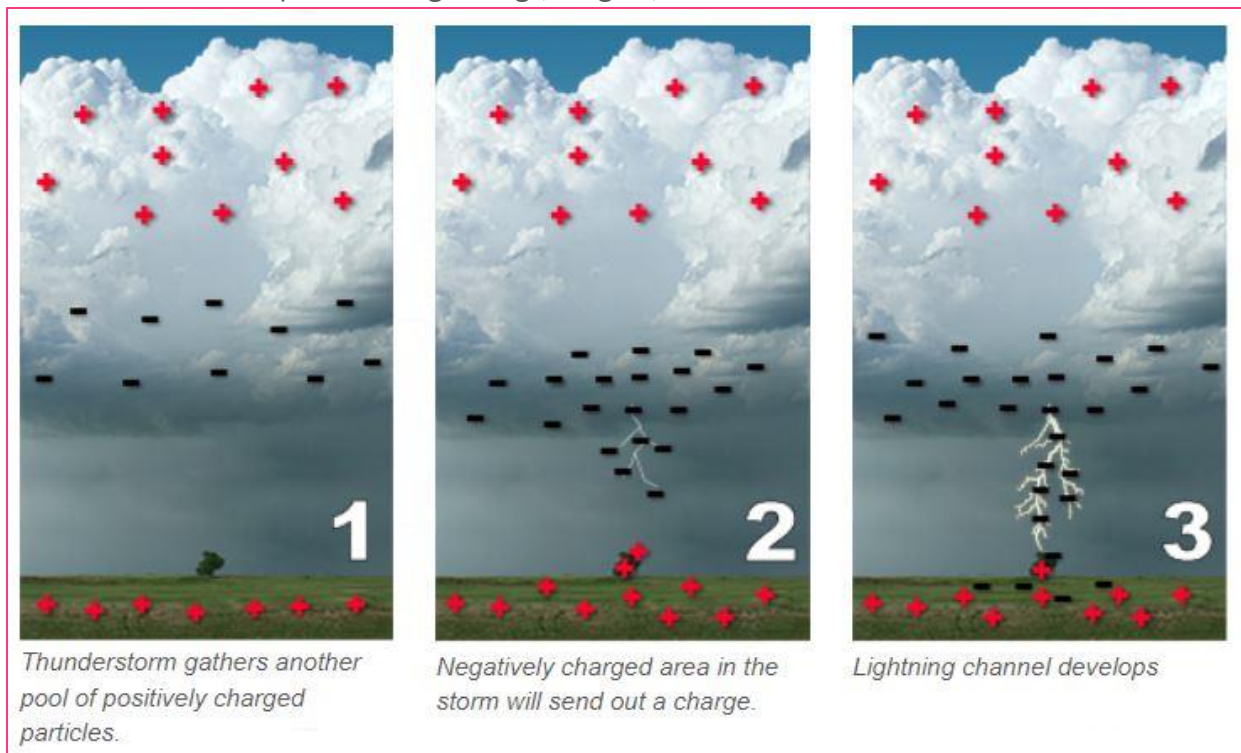 1
2
3
Thunderstorm gathers another
pool of positively charged
particles.
Negatively charged area in the
storm will send out a charge.
Lightning channel develops